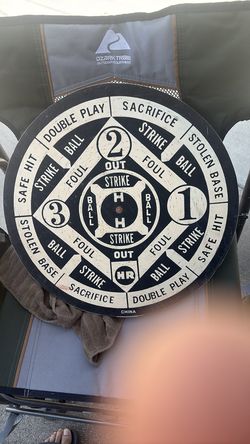 OZARK TRAIL
OUTDOOR EQUIPMENT
SACRIFICE
STOLEN BASE
SAFE HIT
DOUBLE PLAY
SACRIFICE
STOLEN BASE
SAFE HIT
DOUBLE PLAY
STRIKE
BALL
STRIKE
BALL
STRIKE
BALL
STRIKE
BALL
2
FOUL
1
FOUL
HR
FOUL
3
FOUL
OUT
STRIKE
BALL
H
H
BALL
STRIKE
OUT
CHINA